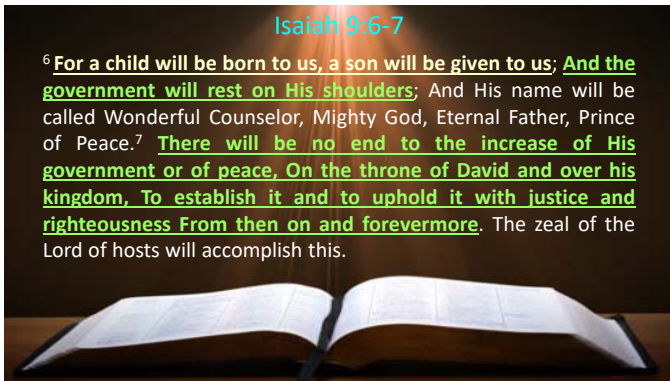 Isaiah 9:6-7
6 For a child will be born to us, a son will be given to us; And the
government will rest on His shoulders; And His name will be
called Wonderful Counselor, Mighty God, Eternal Father, Prince
of Peace.7 There will be no end to the increase of His
government or of peace, On the throne of David and over his
kingdom, To establish it and to uphold it with justice and
righteousness From then on and forevermore. The zeal of the
Lord of hosts will accomplish this.